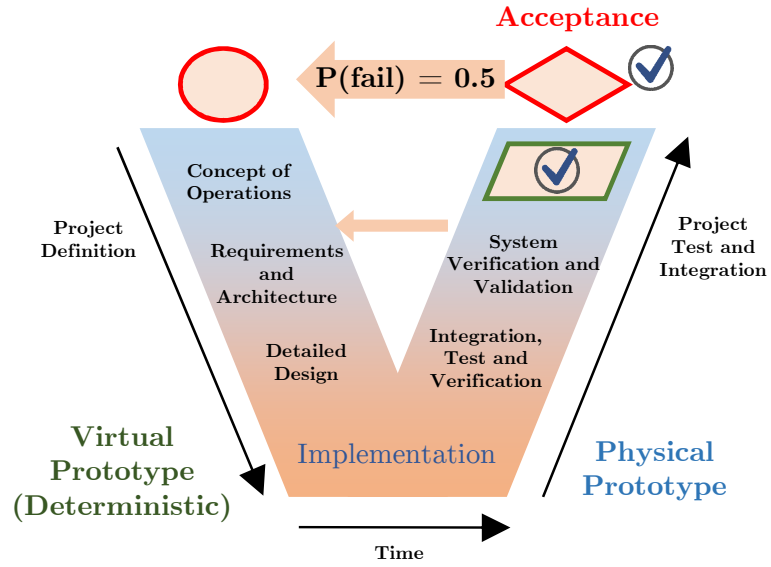 Acceptance
P(fail) = 0.5
Concept of
Operations
Project
Definition
Requirements
and
Architecture
System
Verification and
Validation
Project
Test and
Integration
Detailed
Design
Integration,
Test and
Verification
Virtual
Prototype
(Deterministic)
Implementation
Physical
Prototype
Time